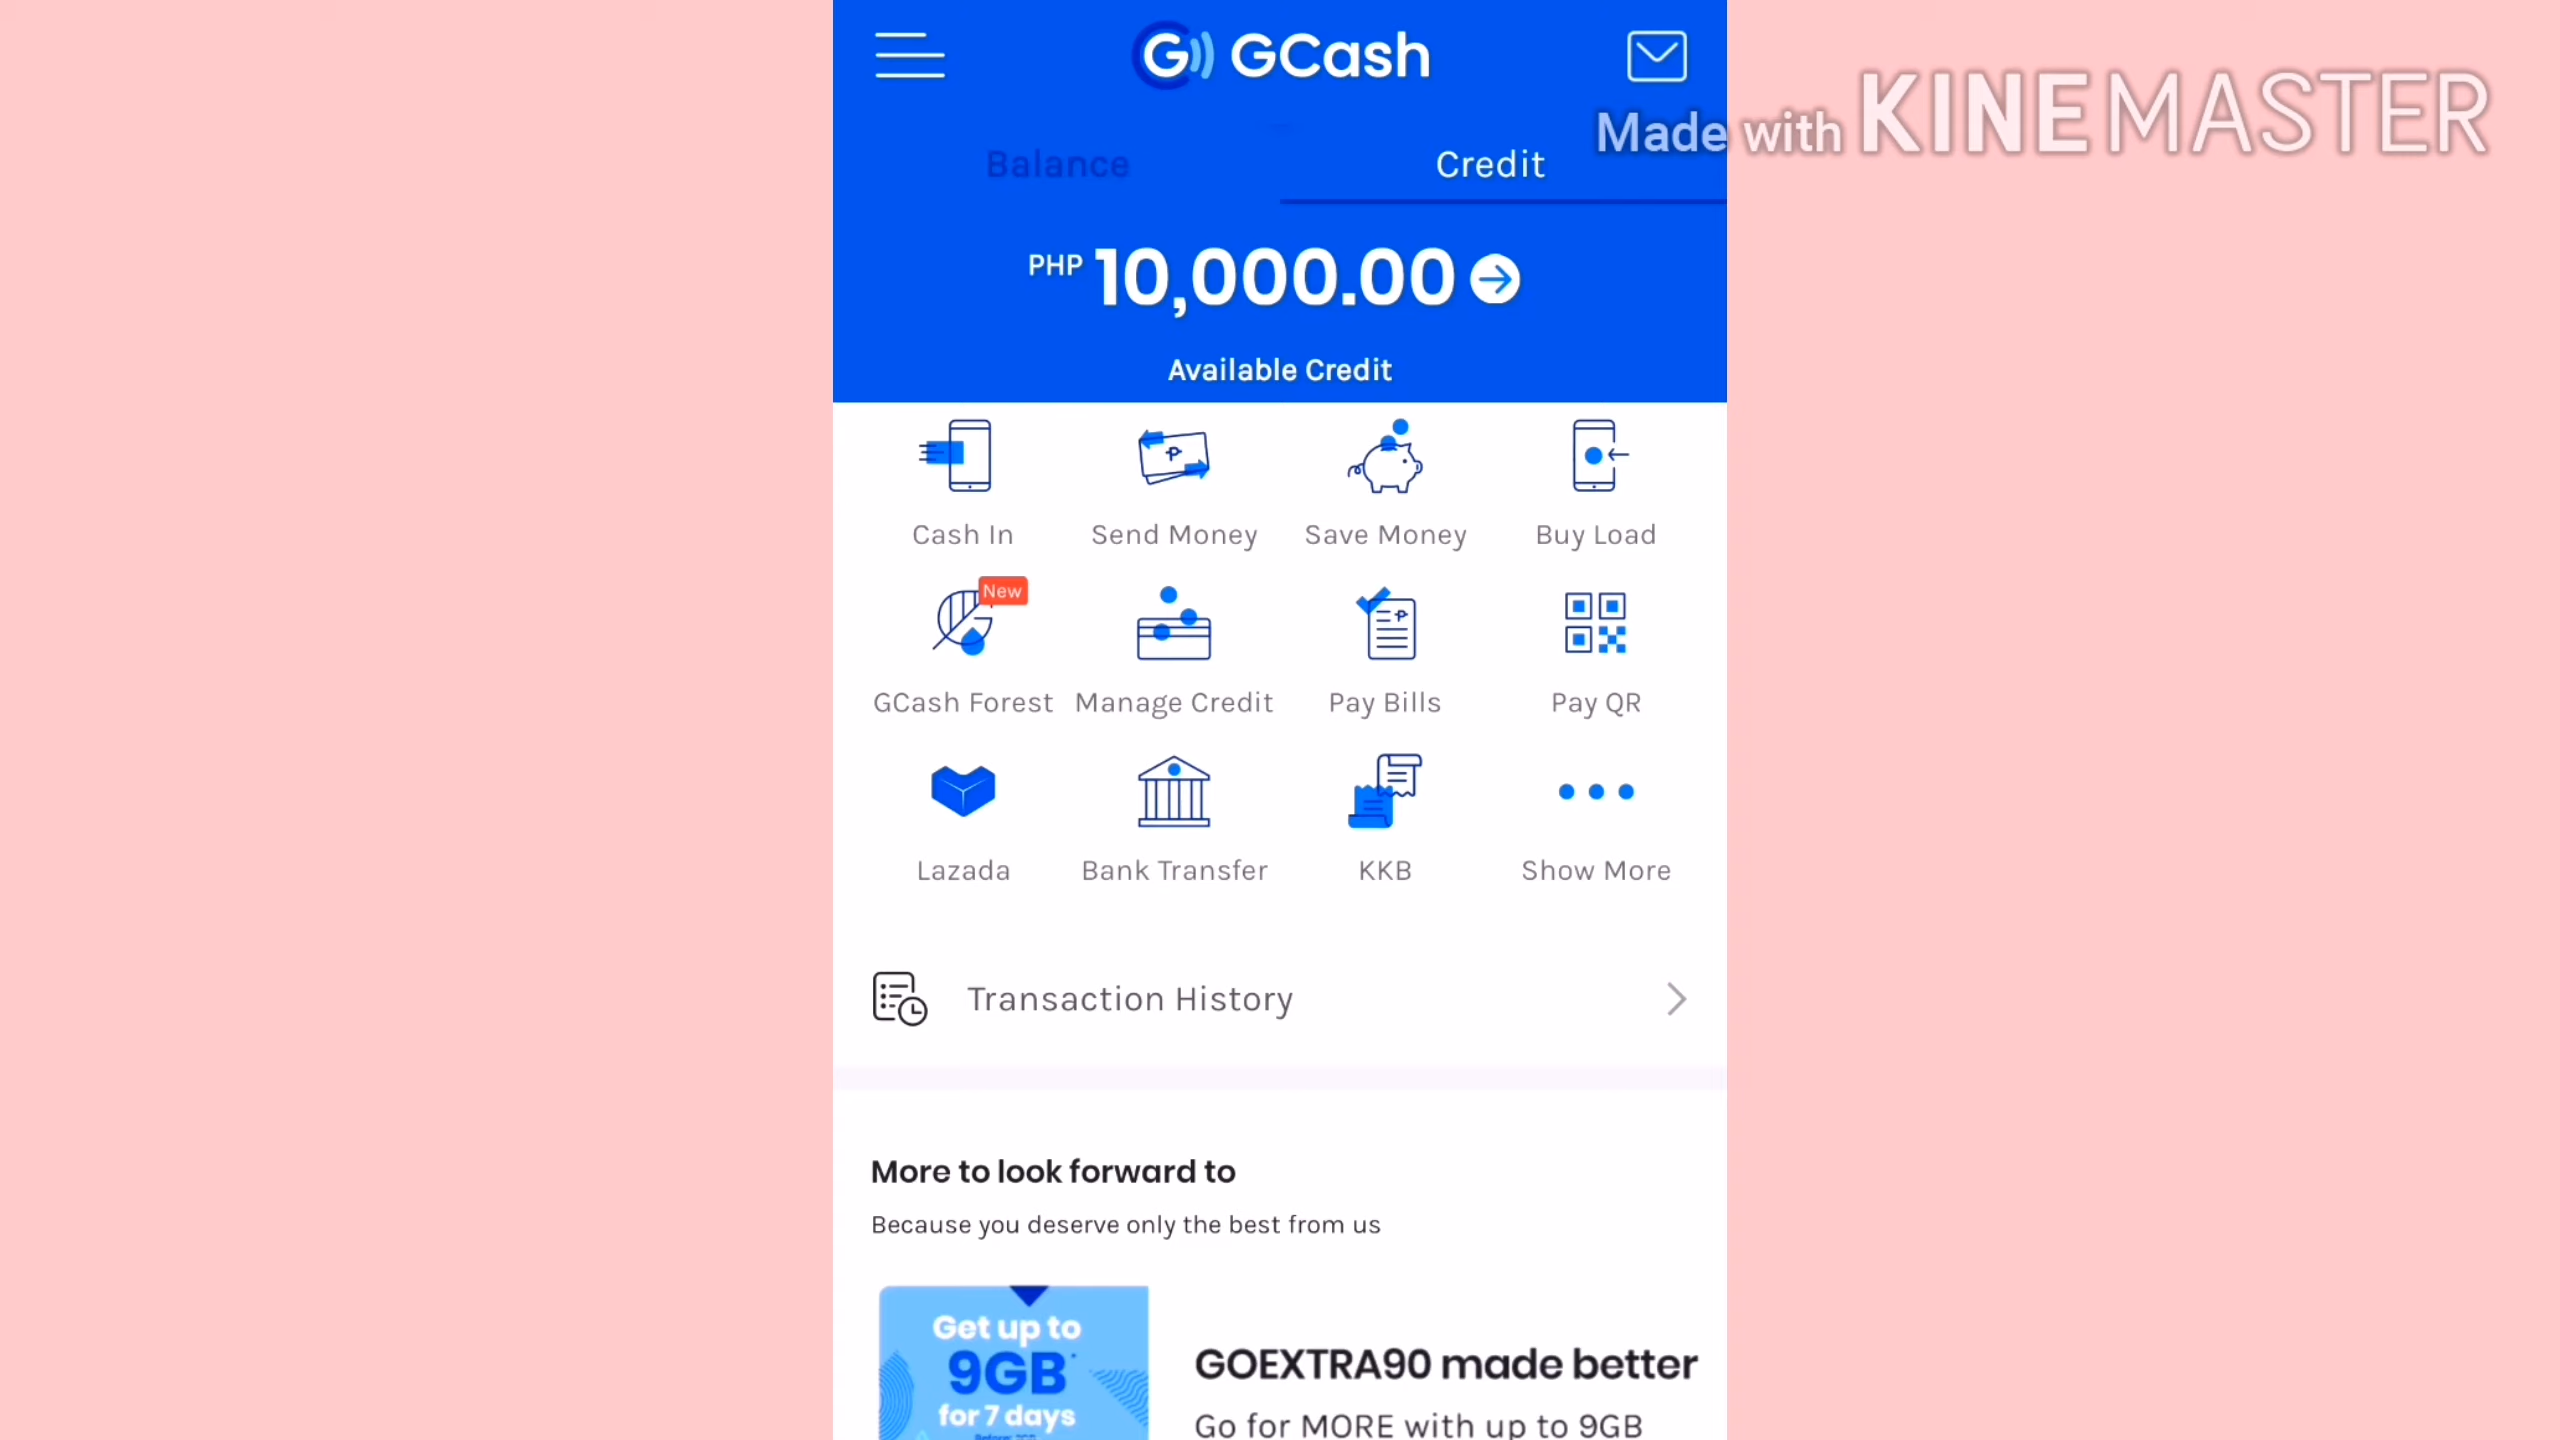 GCash
Made with KINEMASTER
Balance
Credit
PHP 10,000.00
Available Credit
Cash In
Send Money
Save Money
Buy Load
New
GCash Forest
Manage Credit
Pay Bills
Pay QR
Lazada
Bank Transfer
KKB
Show More
Transaction History
More to look forward to
Because you deserve only the best from us
Get up to
9GB*
for 7 days
GOEXTRA90 made better
Go for MORE with up to 9GB